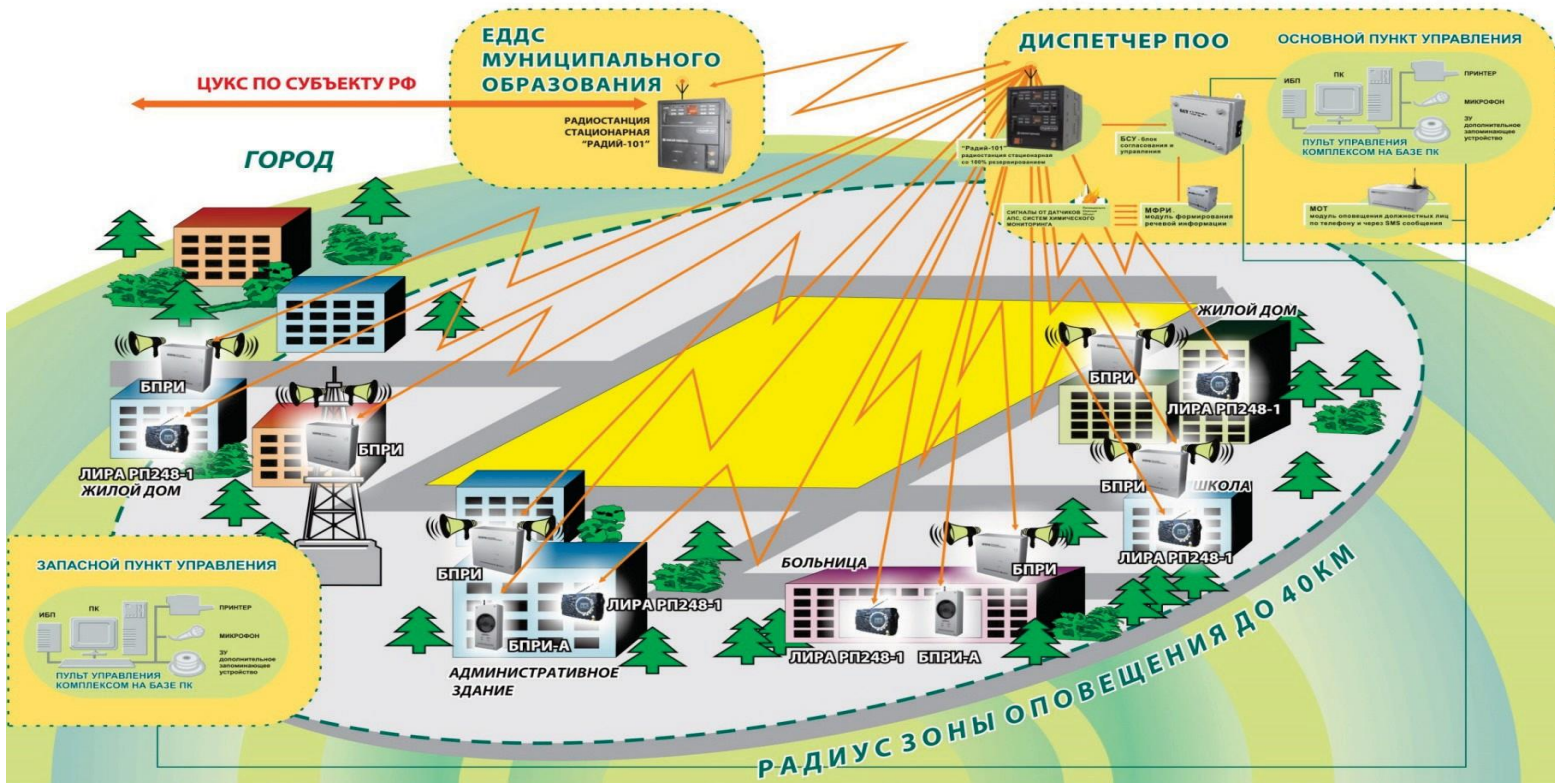 ЕДДС
МУНИЦИПАЛЬНОГО
ОБРАЗОВАНИЯ
РАДИОСТАНЦИЯ
СТАЦИОНАРНАЯ
"РАДИЙ-101"
ЦУКС ПО СУБЪЕКТУ РФ
ГОРОД
ДИСПЕТЧЕР ПОО
"Радий-101"
радиостанция стационарная
со 100% резервированием
БСУ - блок
согласования и
управления
СИГНАЛЫ ОТ ДАТЧИКОВ
АПС, СИСТЕМ ХИМИЧЕСКОГО
МОНИТОРИНГА
МФРИ -
модуль формирования
речевой информации
ОСНОВНОЙ ПУНКТ УПРАВЛЕНИЯ
ИБП
ПК
ПРИНТЕР
МИКРОФОН
ЗУ
дополнительное
запоминающее
устройство
ПУЛЬТ УПРАВЛЕНИЯ
КОМПЛЕКСОМ НА БАЗЕ ПК
МОТ
модуль оповещения должностных лиц
по телефону и через SMS сообщения
БПРИ
ЛИРА РП248-1
ЖИЛОЙ ДОМ
БПРИ
ЖИЛОЙ ДОМ
БПРИ
ЛИРА РП248-1
БПРИ
ШКОЛА
ЛИРА РП248-1
БПРИ
ЛИРА РП248-1
БПРИ-А
АДМИНИСТРАТИВНОЕ
ЗДАНИЕ
БОЛЬНИЦА
БПРИ
ЛИРА РП248-1
БПРИ-А
ЗАПАСНОЙ ПУНКТ УПРАВЛЕНИЯ
ИБП
ПК
ПРИНТЕР
МИКРОФОН
ЗУ
дополнительное
запоминающее
устройство
ПУЛЬТ УПРАВЛЕНИЯ
КОМПЛЕКСОМ НА БАЗЕ ПК
РАДИУС ЗОНЫ ОПОВЕЩЕНИЯ ДО 40 КМ